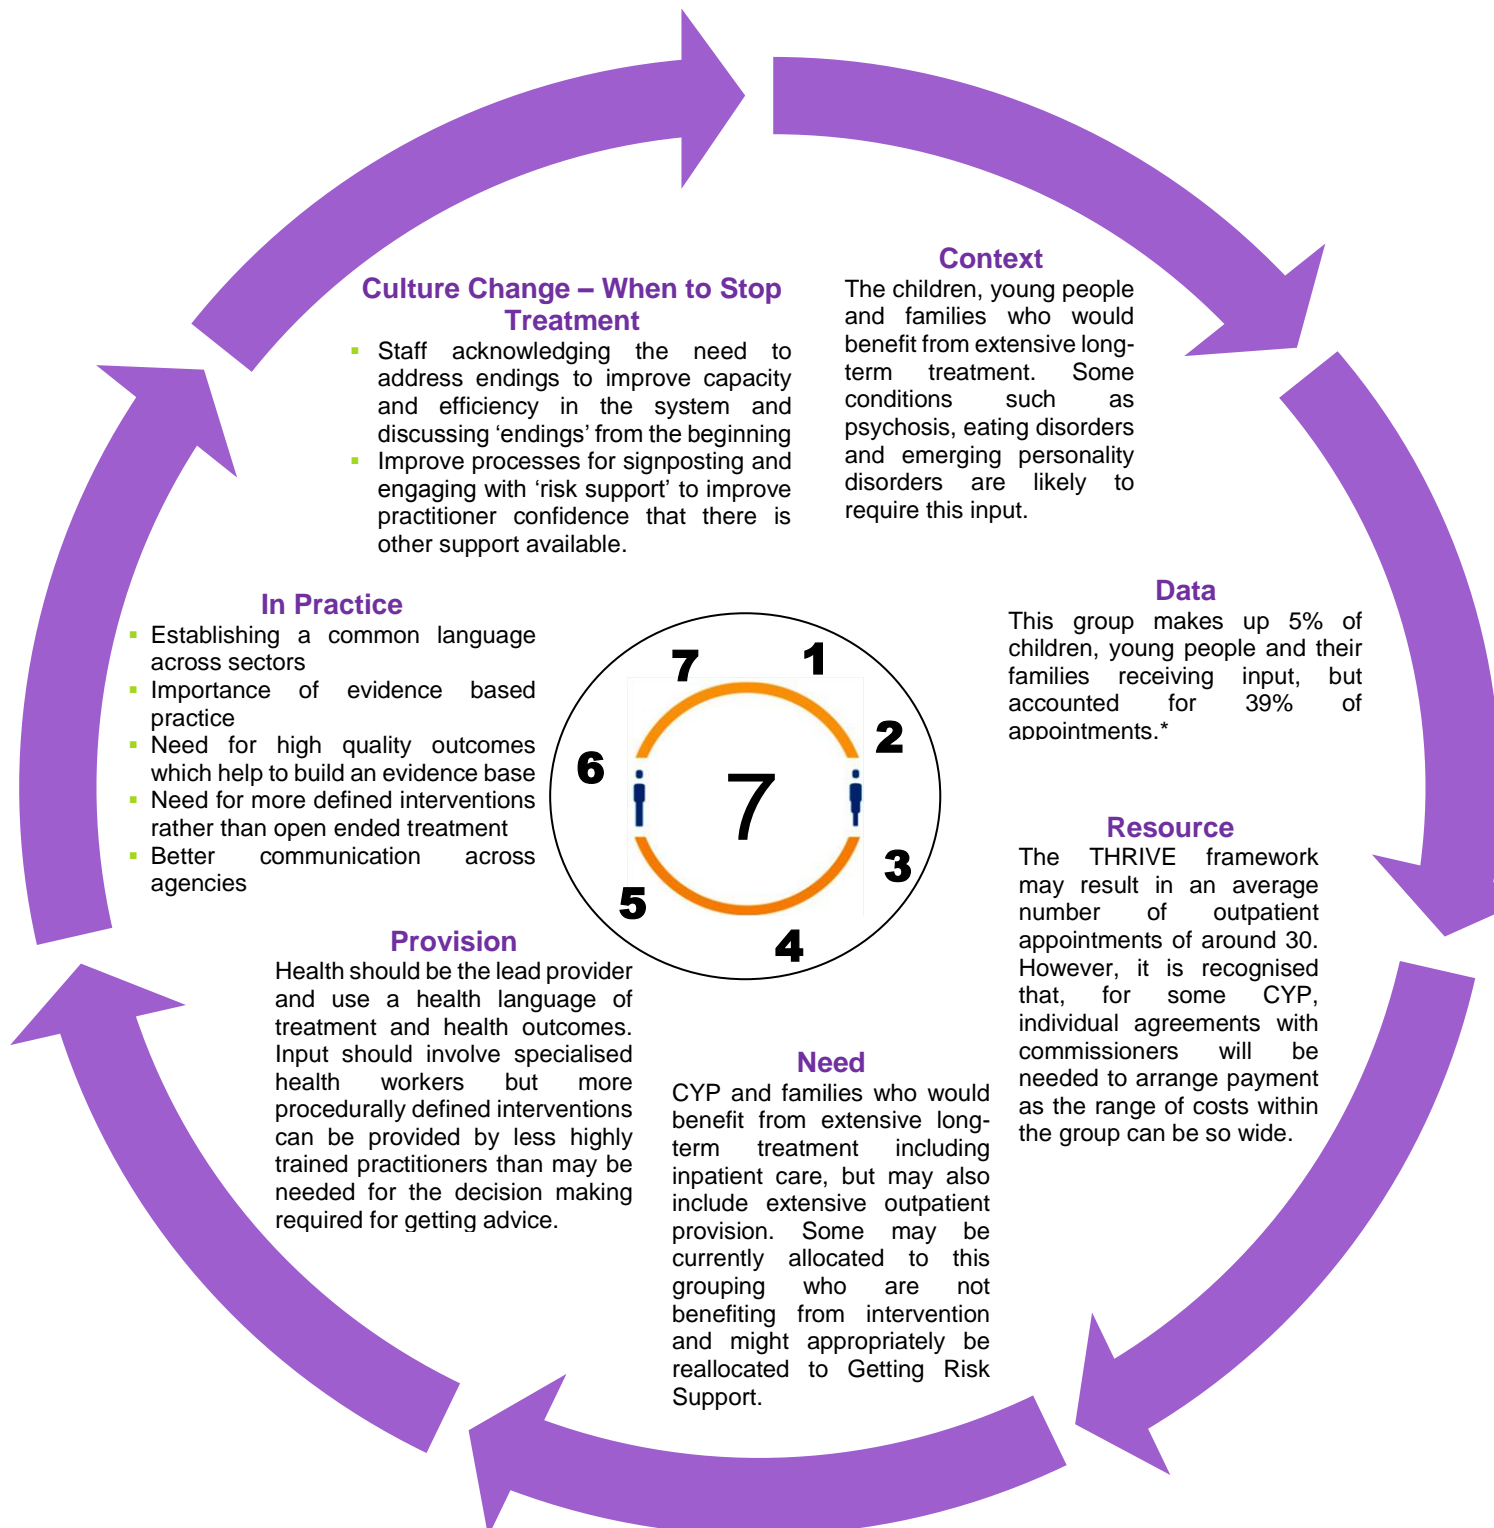 Context
The children, young people
and families who would
benefit from extensive long-
term treatment. Some
conditions such as
psychosis, eating disorders
and emerging personality
disorders are likely to
require this input.
Data
This group makes up 5% of
children, young people and their
families receiving input, but
accounted for 39% of
appointments.*
Resource
The THRIVE framework
may result in an average
number of outpatient
appointments of around 30.
However, it is recognised
that, for some CYP,
individual agreements with
commissioners will be
needed to arrange payment
as the range of costs within
the group can be so wide.
Need
CYP and families who would
benefit from extensive long-
term treatment including
inpatient care, but may also
include extensive outpatient
provision. Some may be
currently allocated to this
grouping who are not
benefiting from intervention
and might appropriately be
reallocated to Getting Risk
Support.
Provision
Health should be the lead provider
and use a health language of
treatment and health outcomes.
Input should involve specialised
health workers but more
procedurally defined interventions
can be provided by less highly
trained practitioners than may be
needed for the decision making
required for getting advice.
In Practice
▪ Establishing a common language
across sectors
▪ Importance of evidence based
practice
▪ Need for high quality outcomes
which help to build an evidence base
▪ Need for more defined interventions
rather than open ended treatment
▪ Better communication across
agencies
Culture Change – When to Stop
Treatment
▪ Staff acknowledging the need to
address endings to improve capacity
and efficiency in the system and
discussing ‘endings’ from the beginning
▪ Improve processes for signposting and
engaging with ‘risk support’ to improve
practitioner confidence that there is
other support available.
1
2
3
4
5
6
7
7